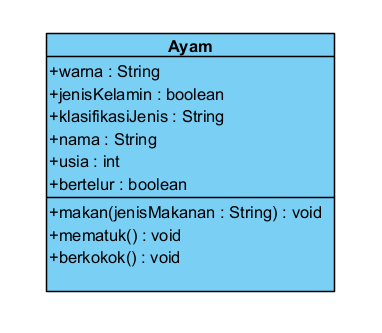 Ayam
+warna : String
+jenisKelamin : boolean
+klasifikasiJenis : String
+nama : String
+usia : int
+bertelur : boolean
+makan(jenisMakanan : String) : void
+mematuk() : void
+berkokok() : void